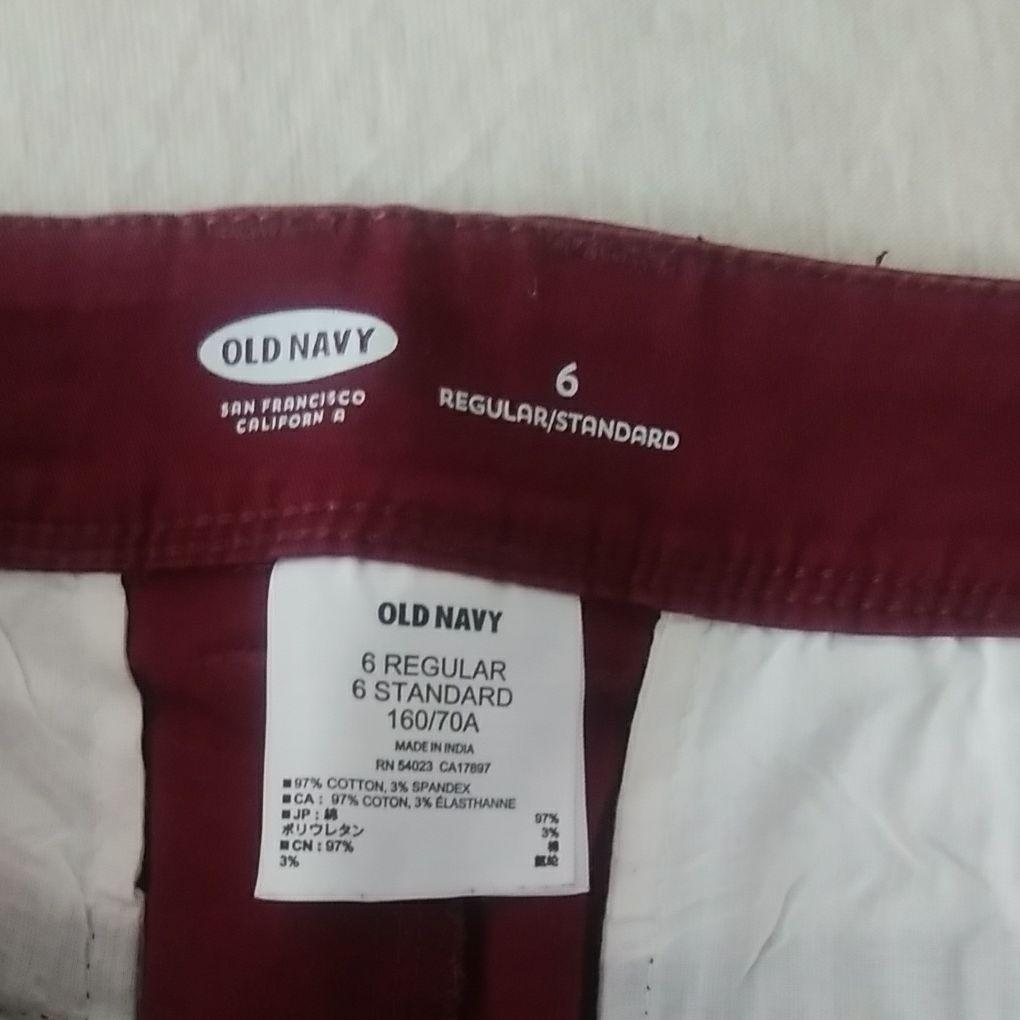 OLD NAVY
SAN FRANCISCO
CALIFORN A
6
REGULAR/STANDARD
OLD NAVY
6 REGULAR
6 STANDARD
160/70A
MADE IN INDIA
RN 54023 CA17897
■97% COTTON, 3% SPANDEX
■CA : 97% COTON, 3% ÉLASTHANNE
■JP : 綿 97%
ポリウレタン 3%
■CN : 97% 棉
3%